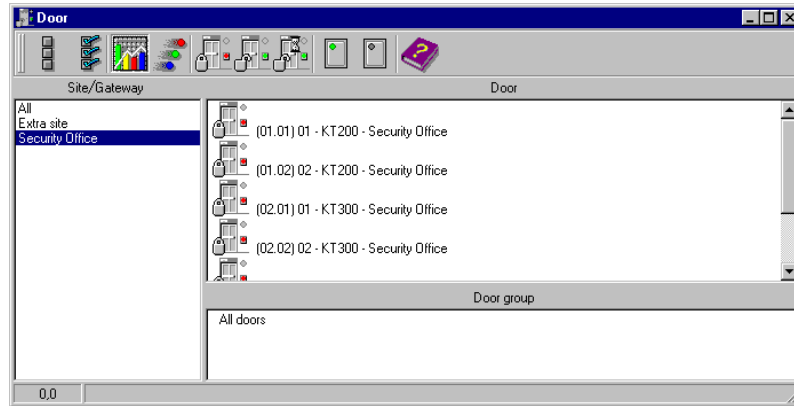 Door
Site/Gateway
Door
All
Extra site
Security Office
(01.01) 01 - KT200 - Security Office
(01.02) 02 - KT200 - Security Office
(02.01) 01 - KT300 - Security Office
(02.02) 02 - KT300 - Security Office
Door group
All doors
0,0